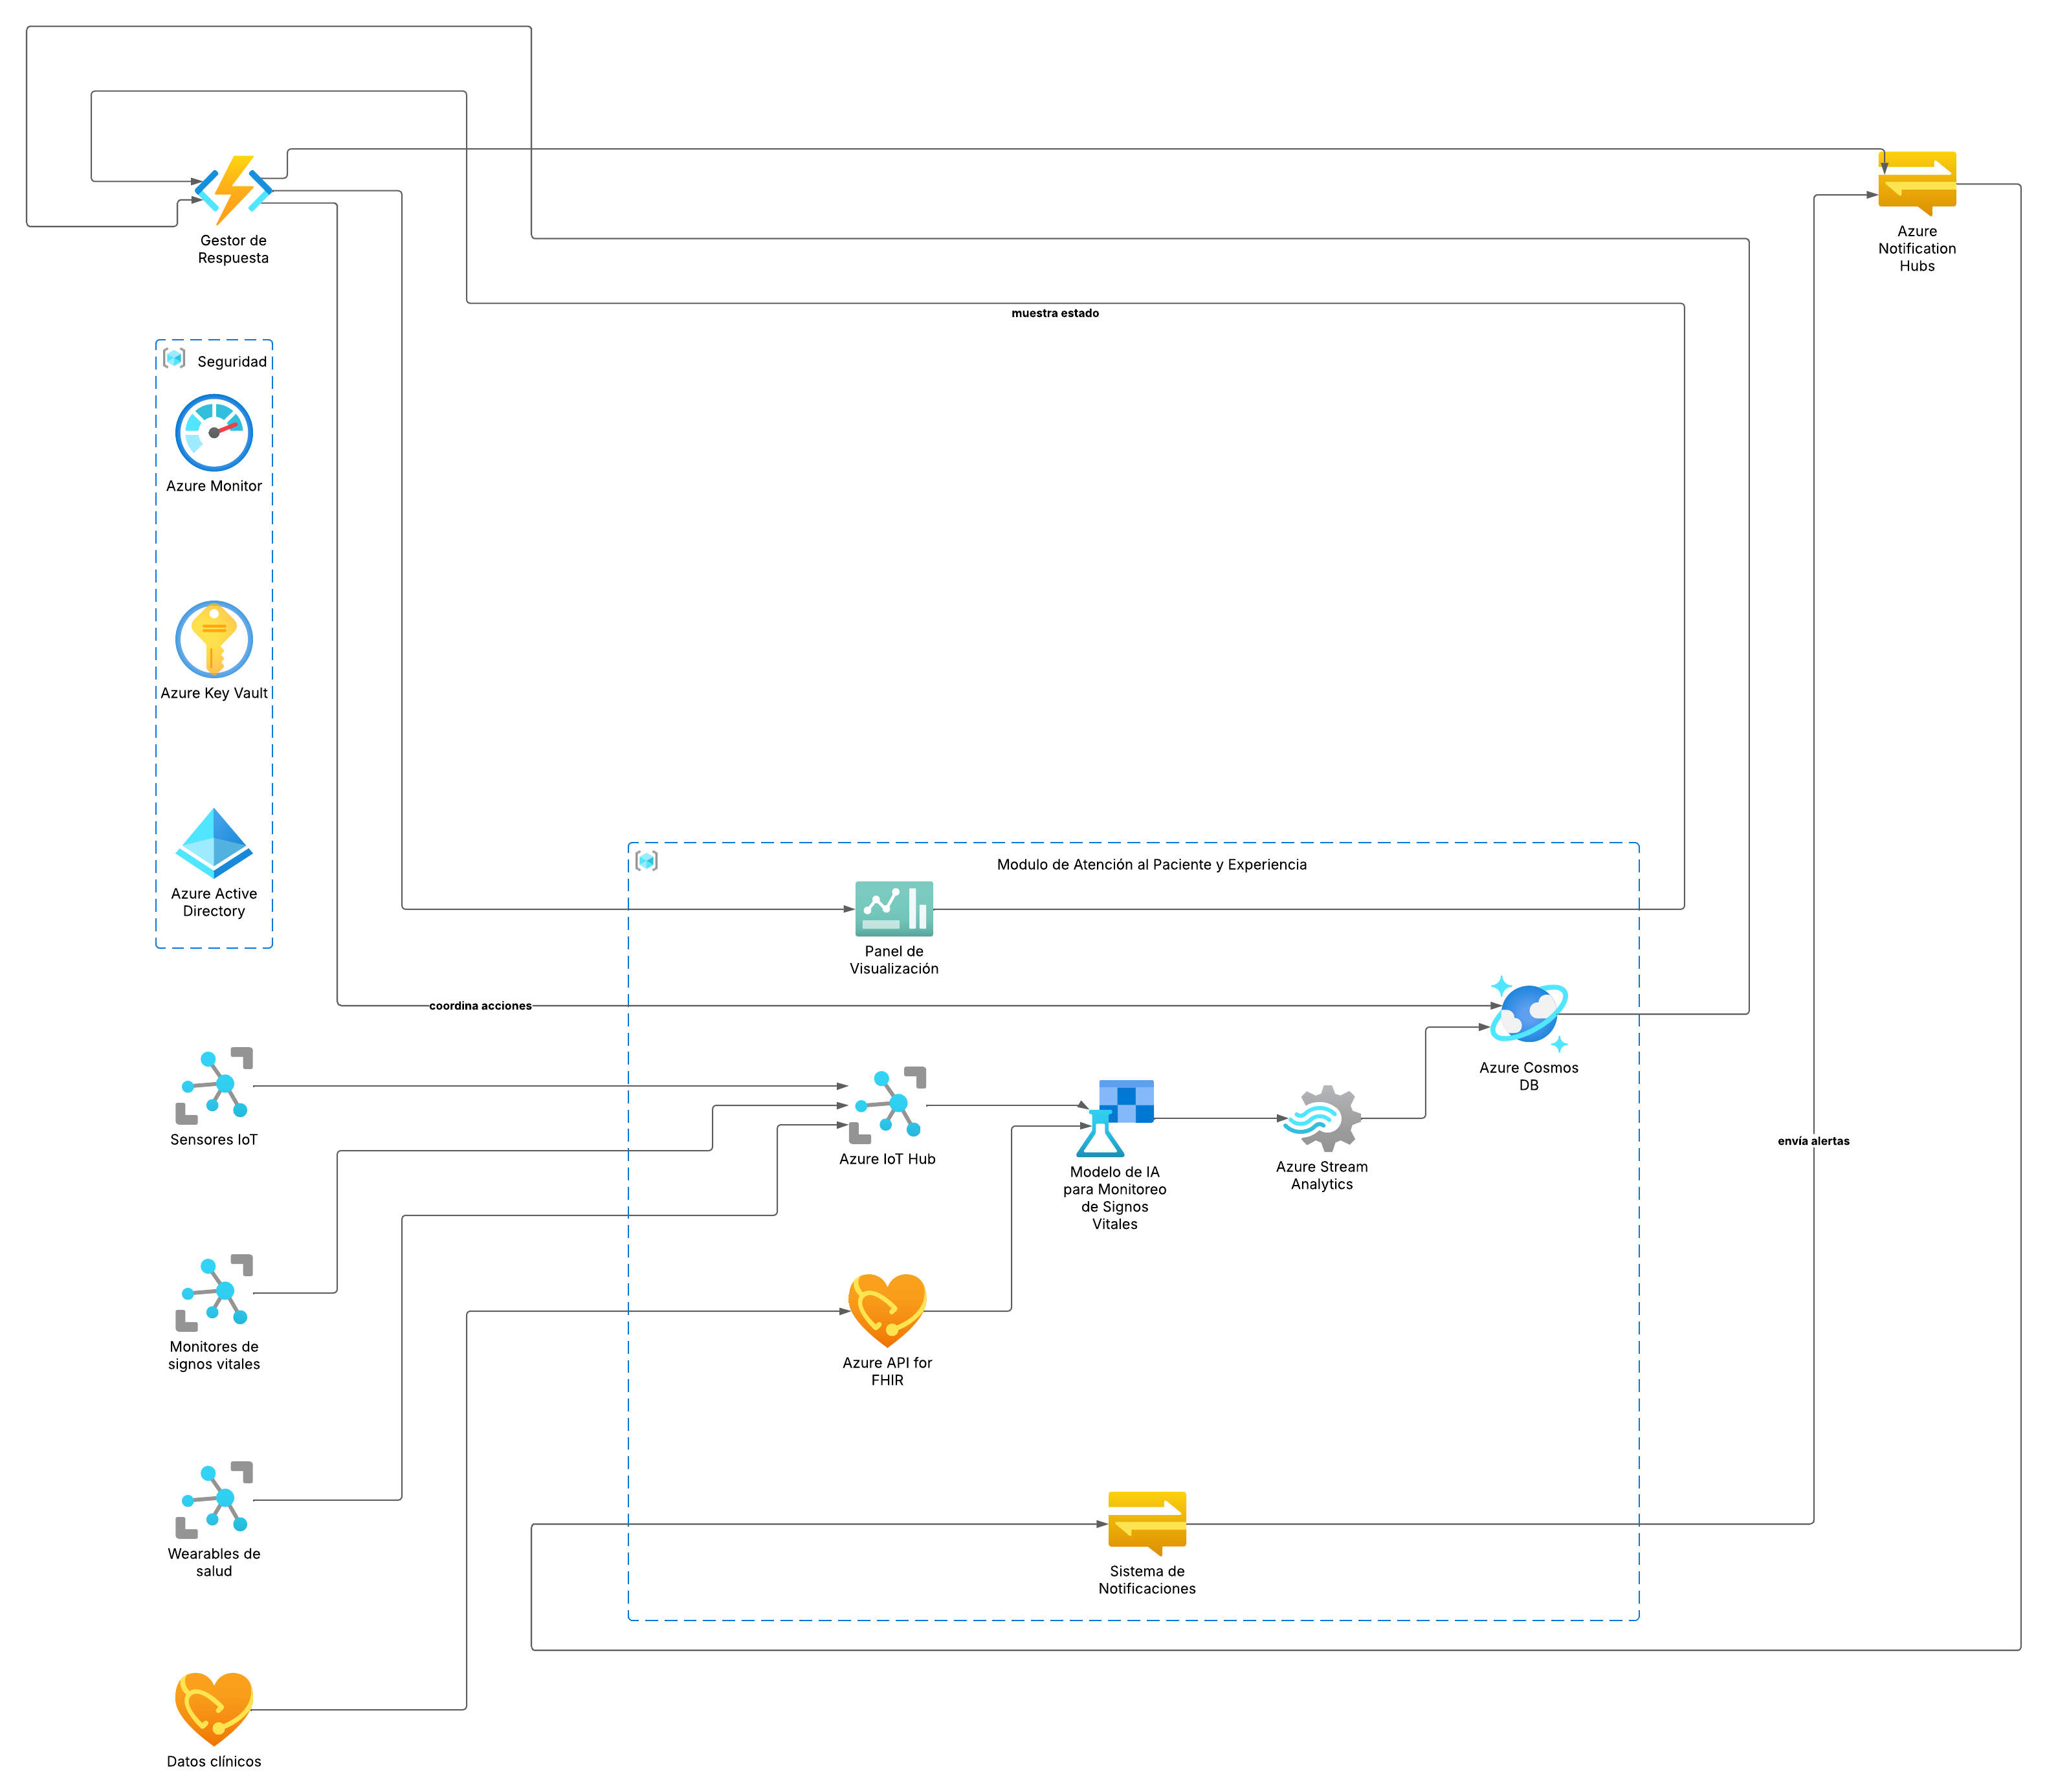 Gestor de
Respuesta
Azure
Notification
Hubs
muestra estado
Seguridad
Azure Monitor
Azure Key Vault
Azure Active
Directory
Modulo de Atención al Paciente y Experiencia
Panel de
Visualización
coordina acciones
Azure Cosmos
DB
Sensores IoT
Azure IoT Hub
Modelo de IA
para Monitoreo
de Signos
Vitales
Azure Stream
Analytics
envía alertas
Monitores de
signos vitales
Azure API for
FHIR
Wearables de
salud
Sistema de
Notificaciones
Datos clínicos